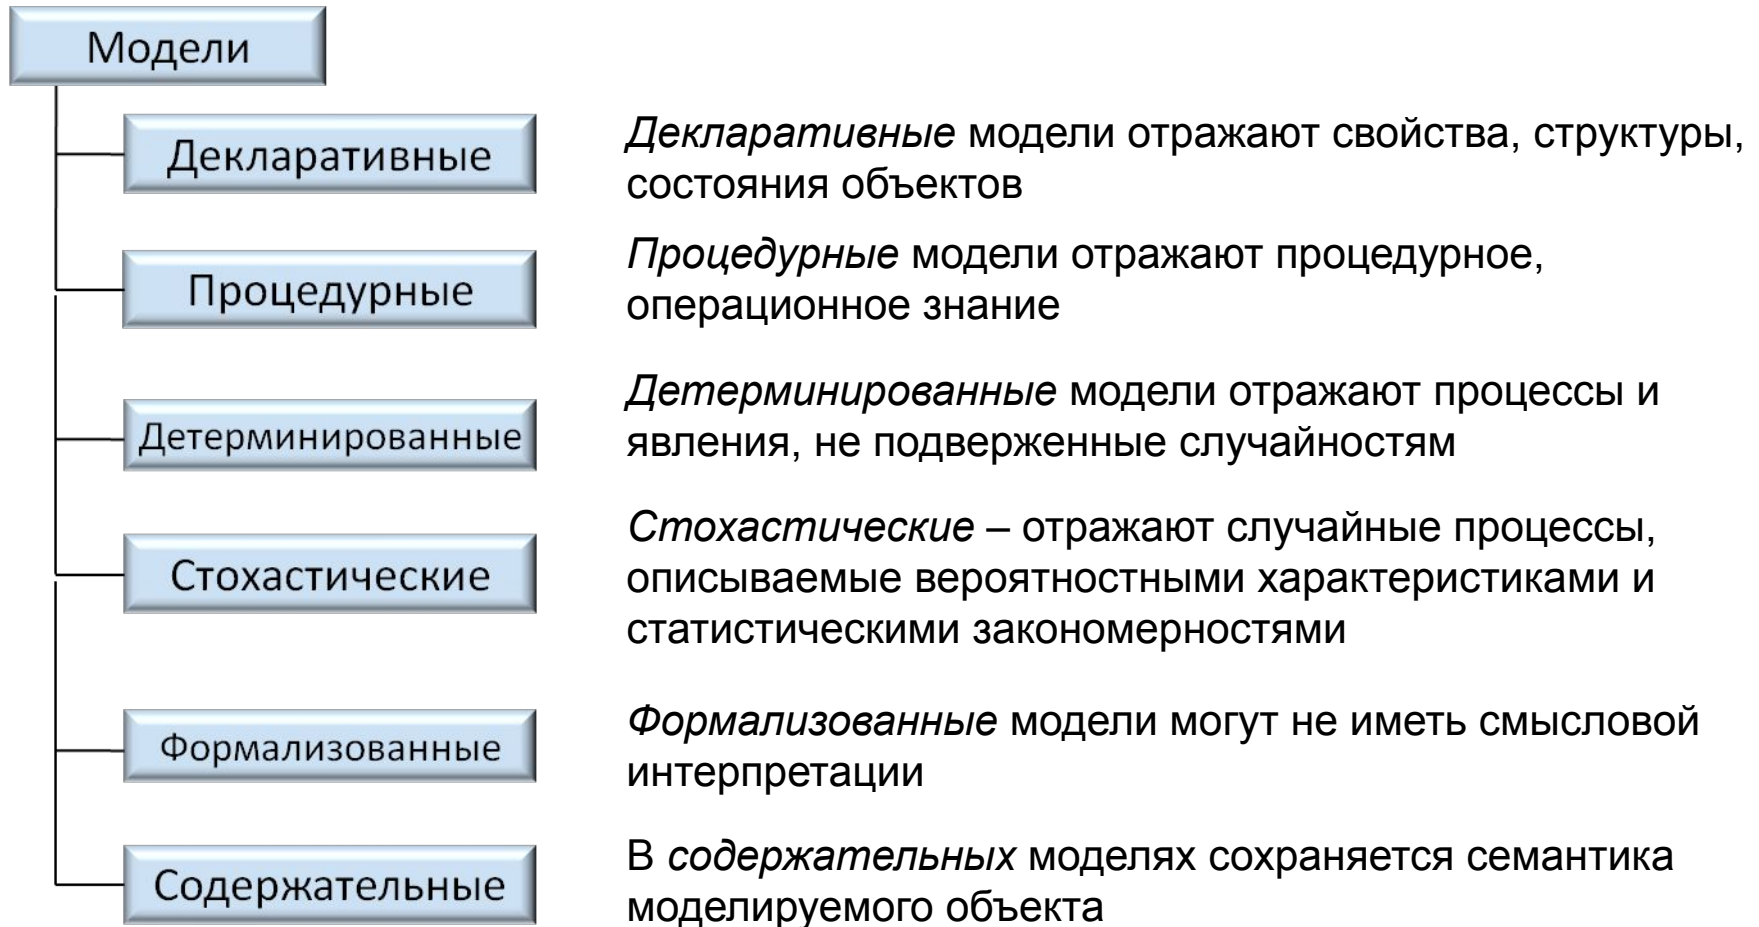 Модели
Декларативные
Декларативные модели отражают свойства, структуры,
состояния объектов
Процедурные
Процедурные модели отражают процедурное,
операционное знание
Детерминированные
Детерминированные модели отражают процессы и
явления, не подверженные случайностям
Стохастические
Стохастические – отражают случайные процессы,
описываемые вероятностными характеристиками и
статистическими закономерностями
Формализованные
Формализованные модели могут не иметь смысловой
интерпретации
Содержательные
В содержательных моделях сохраняется семантика
моделируемого объекта